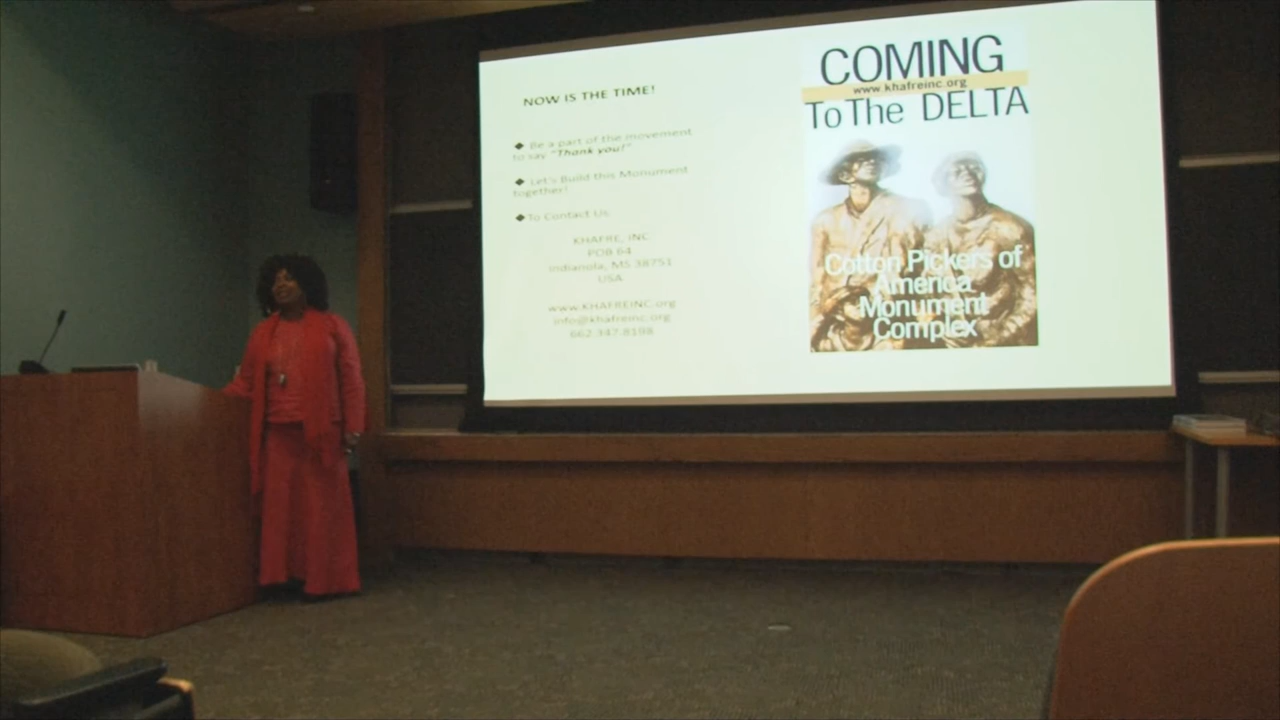 NOW IS THE TIME!
◆ Be a part of the movement
to say "Thank you!"
◆ Let's Build this Monument
together!
◆ To Contact Us
KHAFRE, INC
POB 64
Indianola, MS 38751
USA
www.KHAFREINC.org
info@khafreinc.org
662.347.8198
COMING
www.khafreinc.org
To The DELTA
Cotton Pickers of
America
Monument
Complex